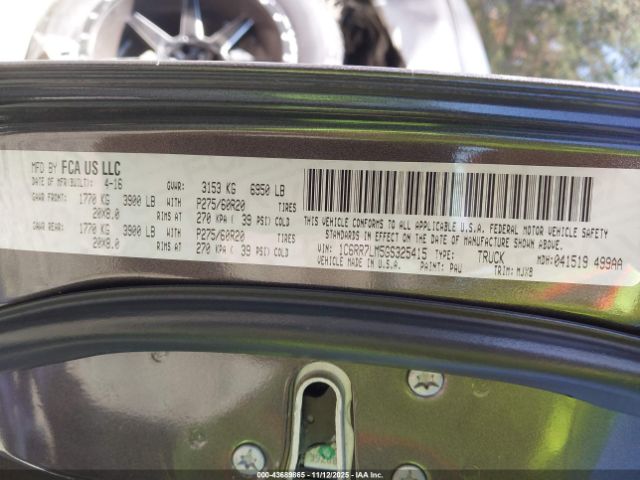 MFD BY FCA US LLC
DATE OF MFR(BUILT): 4-16 GVWR: 3153 KG 6950 LB
GAWR FRONT: 1770 KG 3900 LB WITH P275/60R20 TIRES
20X8.0 RIMS AT 270 KPA ( 39 PSI) COLD
GAWR REAR: 1770 KG 3900 LB WITH P275/60R20 TIRES
20X8.0 RIMS AT 270 KPA ( 39 PSI) COLD
THIS VEHICLE CONFORMS TO ALL APPLICABLE U.S.A. FEDERAL MOTOR VEHICLE SAFETY
STANDARDS IN EFFECT ON THE DATE OF MANUFACTURE SHOWN ABOVE.
VIN: 1C6RR7LM5GS325415 TYPE: TRUCK MDH: 041519 499AA
VEHICLE MADE IN U.S.A. PAINT: PAU TRIM: MJX8
43689865 - 11/12/2025 - IAAI.com